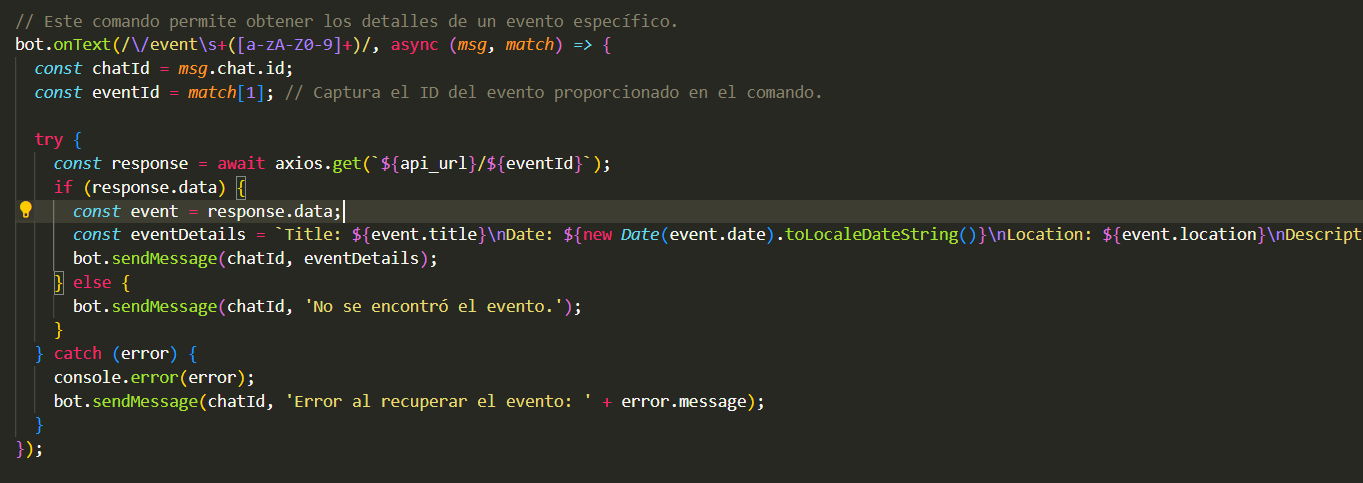 // Este comando permite obtener los detalles de un evento específico.
bot.onText(/\/event\s+([a-zA-Z0-9]+)/, async (msg, match) => {
  const chatId = msg.chat.id;
  const eventId = match[1]; // Captura el ID del evento proporcionado en el comando.

  try {
    const response = await axios.get(`${api_url}/${eventId}`);
    if (response.data) {
      const event = response.data;
      const eventDetails = `Title: ${event.title}\nDate: ${new Date(event.date).toLocaleDateString()}\nLocation: ${event.location}\nDescript
      bot.sendMessage(chatId, eventDetails);
    } else {
      bot.sendMessage(chatId, 'No se encontró el evento.');
    }
  } catch (error) {
    console.error(error);
    bot.sendMessage(chatId, 'Error al recuperar el evento: ' + error.message);
  }
});